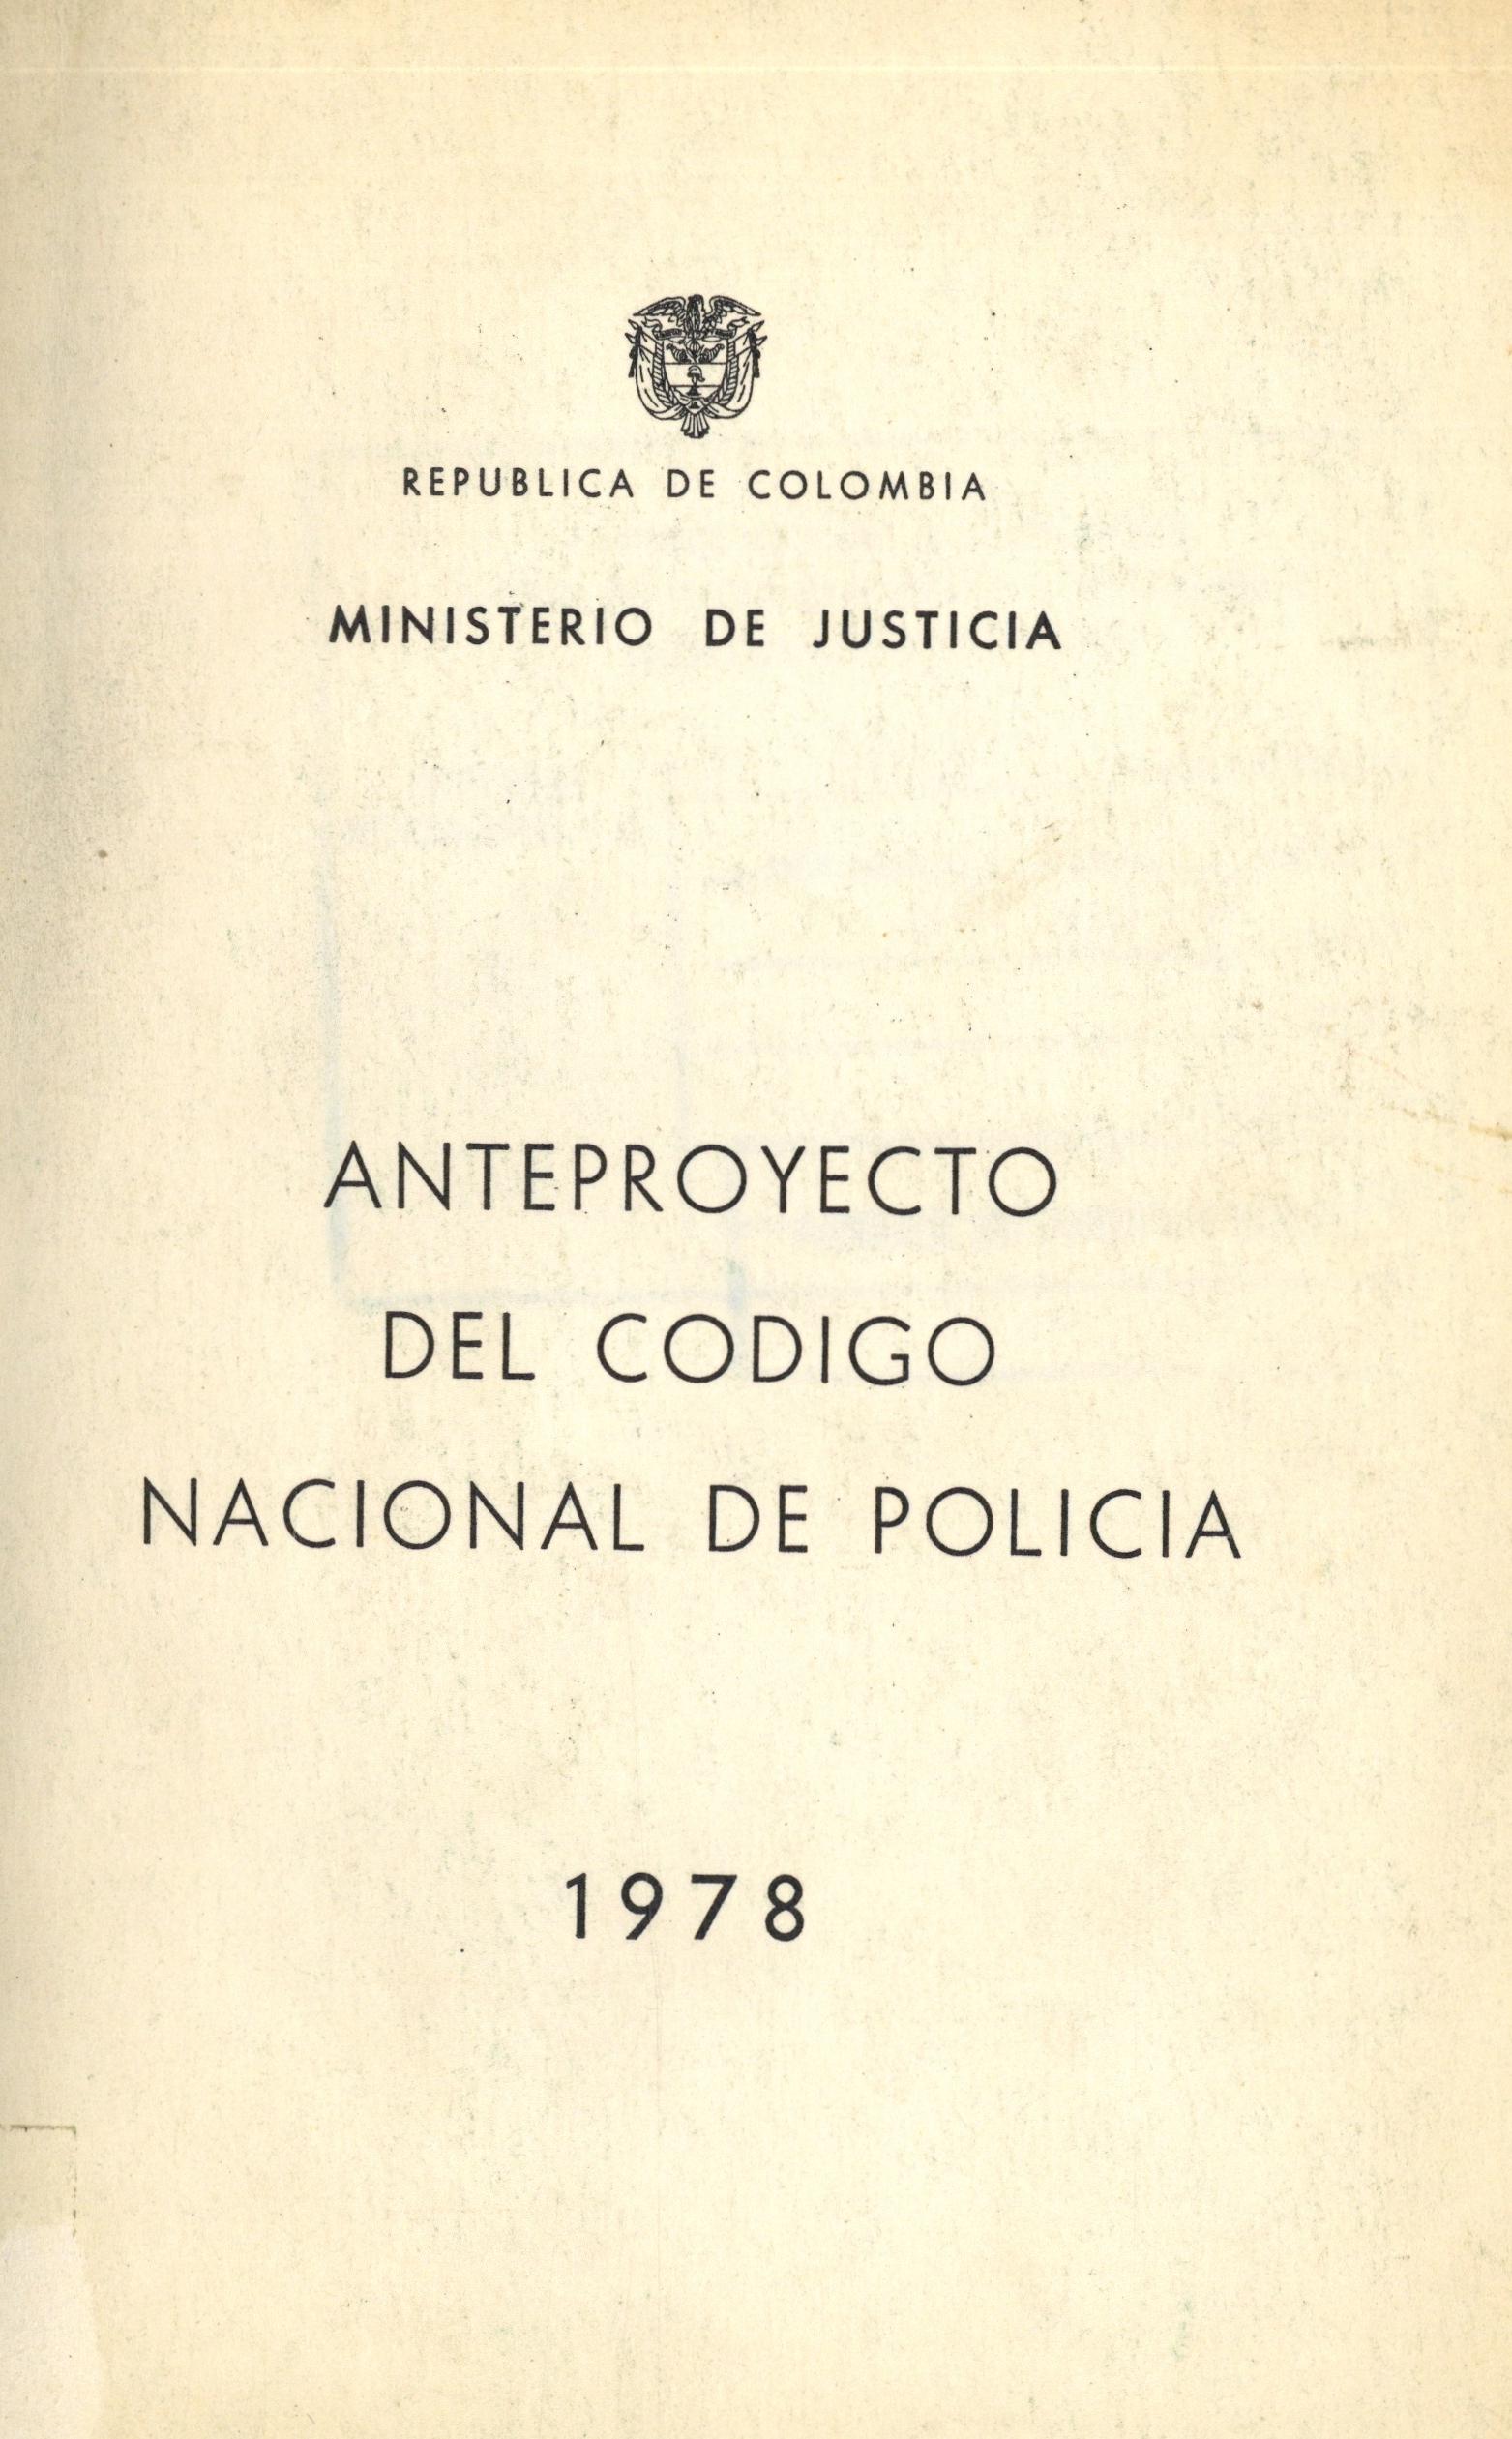 REPUBLICA DE COLOMBIA
MINISTERIO DE JUSTICIA
ANTEPROYECTO
DEL CODIGO
NACIONAL DE POLICIA
1978